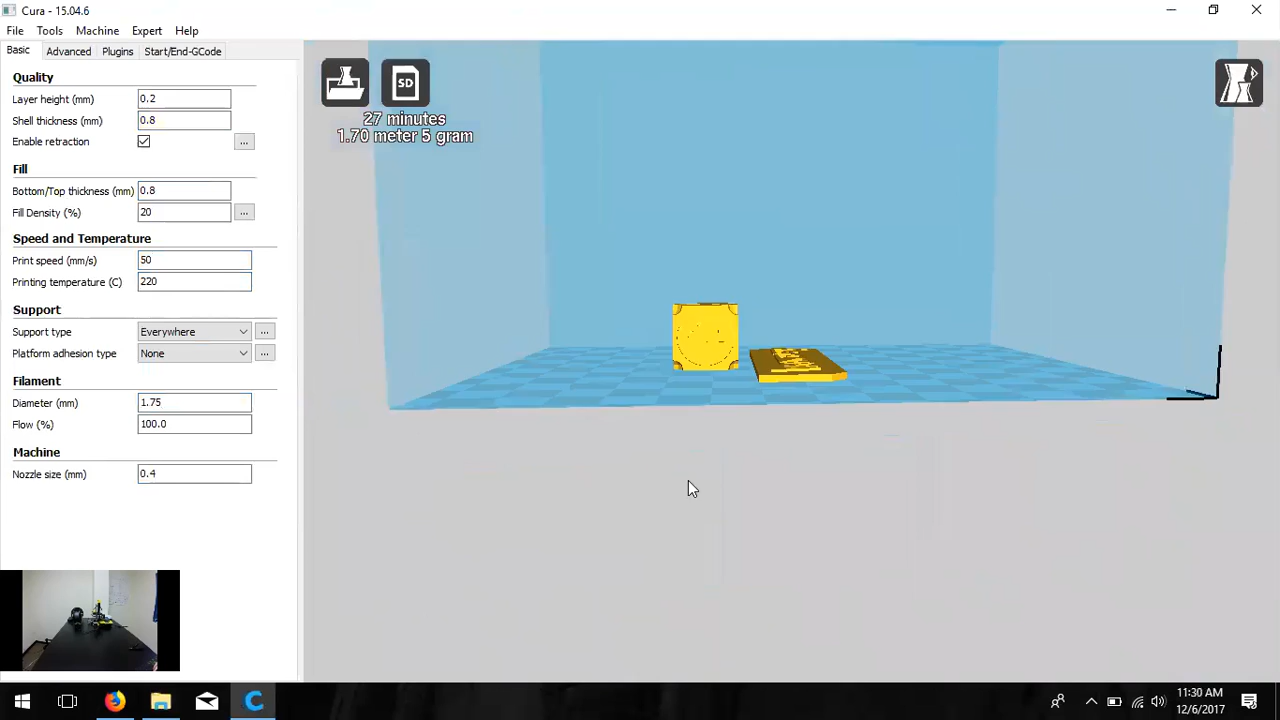 Cura - 15.04.6
File Tools Machine Expert Help
Basic Advanced Plugins Start/End-GCode
Quality
Layer height (mm) 0.2
Shell thickness (mm) 0.8
Enable retraction ...
Fill
Bottom/Top thickness (mm) 0.8
Fill Density (%) 20 ...
Speed and Temperature
Print speed (mm/s) 50
Printing temperature (C) 220
Support
Support type Everywhere ...
Platform adhesion type None ...
Filament
Diameter (mm) 1.75
Flow (%) 100.0
Machine
Nozzle size (mm) 0.4
SD
27 minutes
1.70 meter 5 gram
11:30 AM
12/6/2017